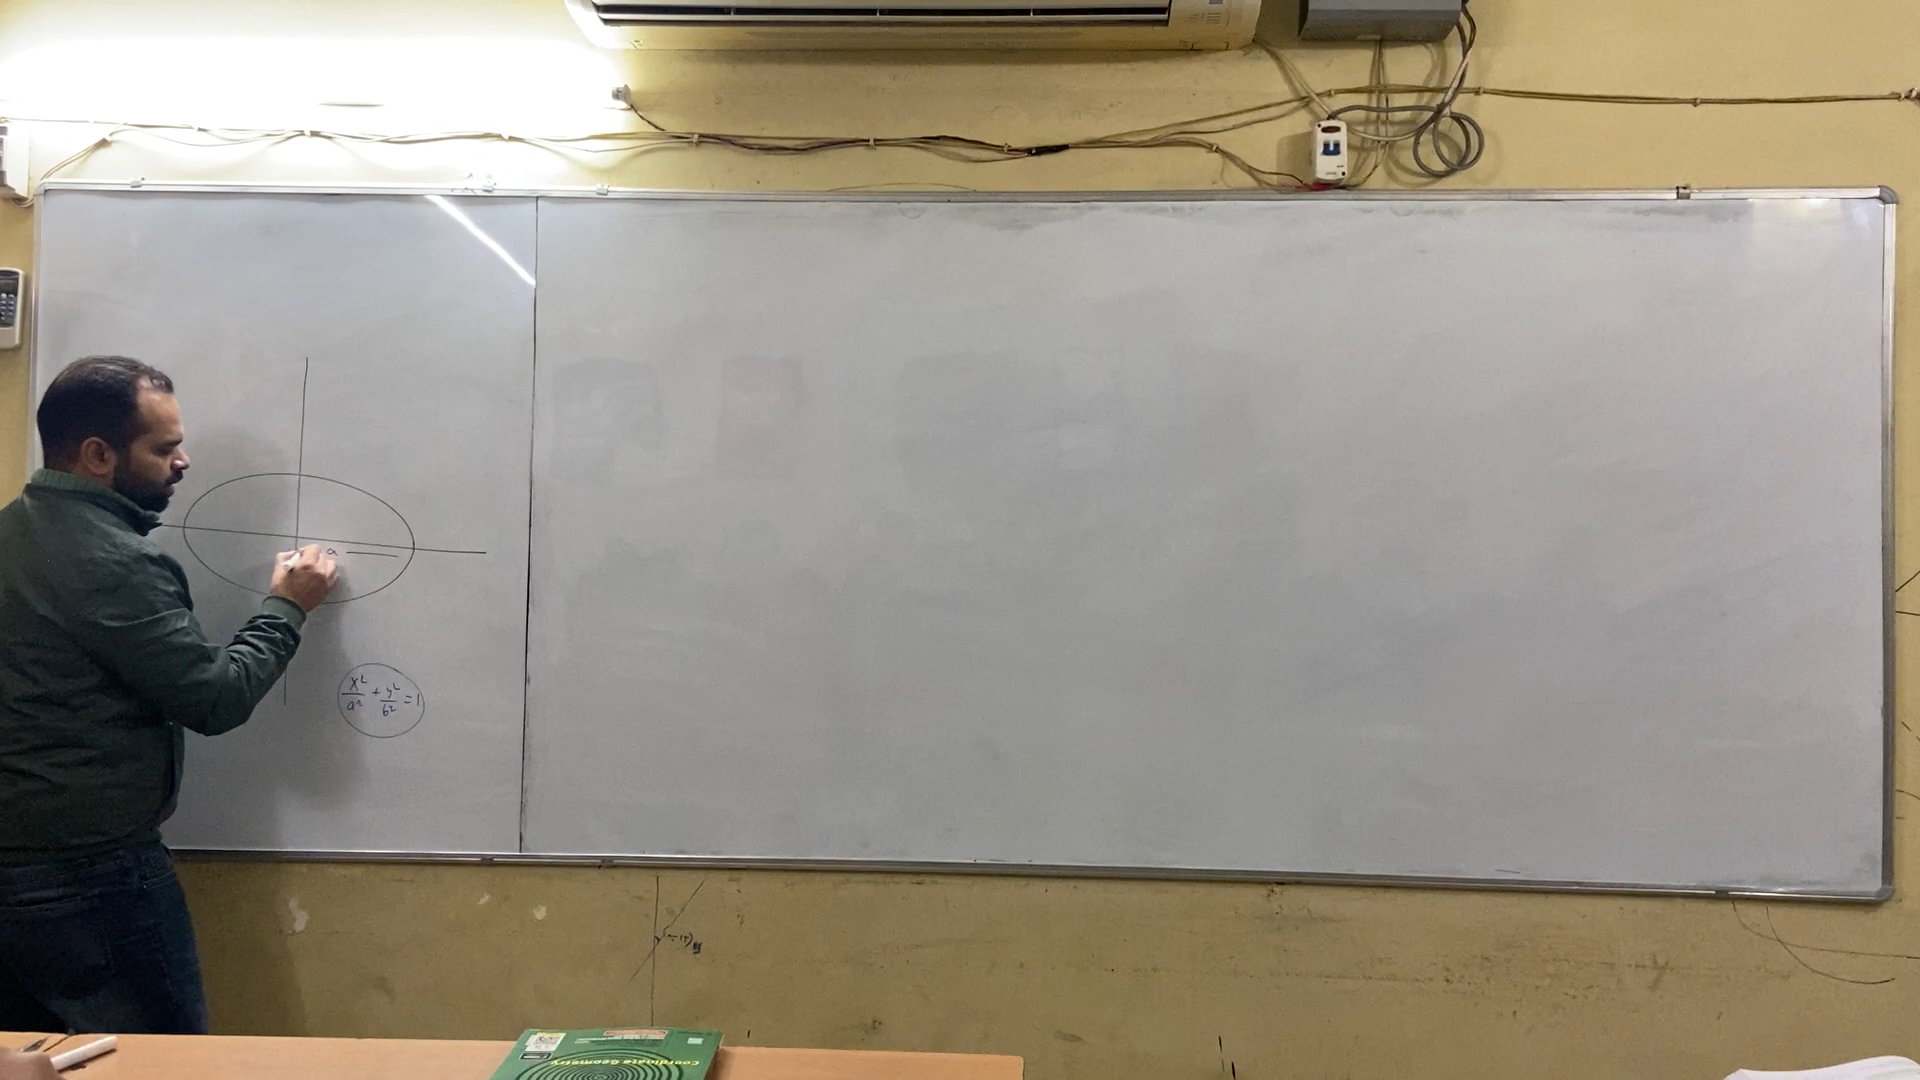 a
x²/a² + y²/b² = 1
Coordinate Geometry